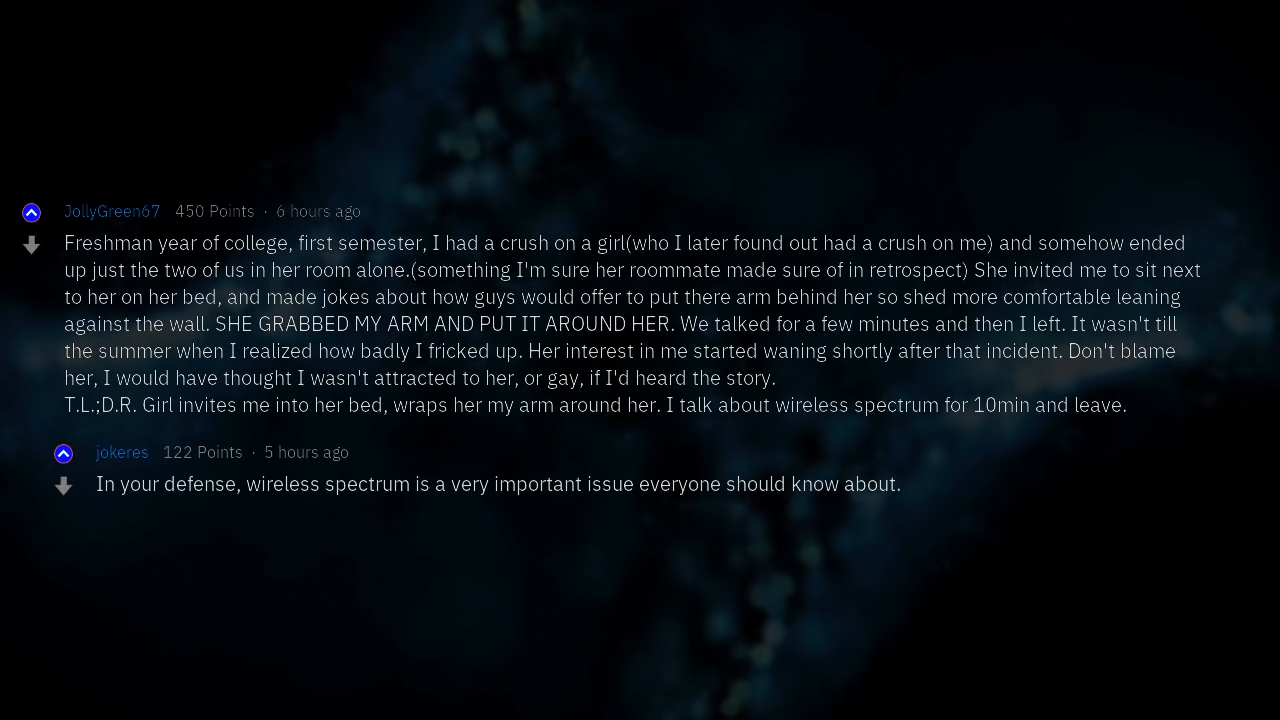 JollyGreen67 450 Points · 6 hours ago
Freshman year of college, first semester, I had a crush on a girl(who I later found out had a crush on me) and somehow ended
up just the two of us in her room alone.(something I'm sure her roommate made sure of in retrospect) She invited me to sit next
to her on her bed, and made jokes about how guys would offer to put there arm behind her so shed more comfortable leaning
against the wall. SHE GRABBED MY ARM AND PUT IT AROUND HER. We talked for a few minutes and then I left. It wasn't till
the summer when I realized how badly I fricked up. Her interest in me started waning shortly after that incident. Don't blame
her, I would have thought I wasn't attracted to her, or gay, if I'd heard the story.
T.L.;D.R. Girl invites me into her bed, wraps her my arm around her. I talk about wireless spectrum for 10min and leave.
jokeres 122 Points · 5 hours ago
In your defense, wireless spectrum is a very important issue everyone should know about.